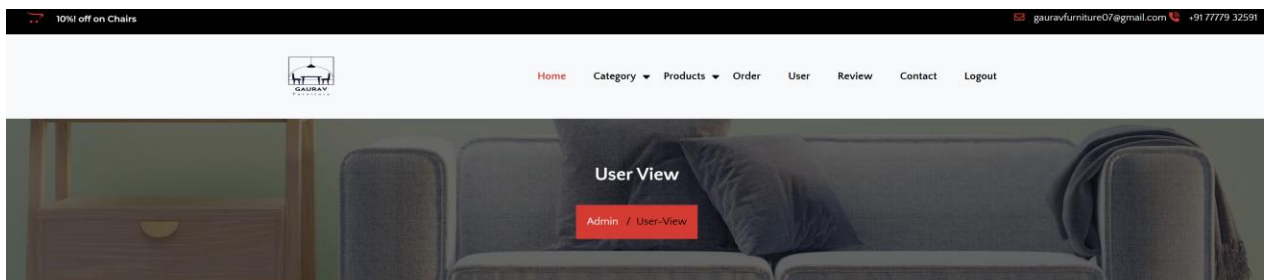 10%! off on Chairs
gauravfurniture07@gmail.com +91 77779 32591
GAURAV
Furniture
Home Category Products Order User Review Contact Logout
User View
Admin / User-View